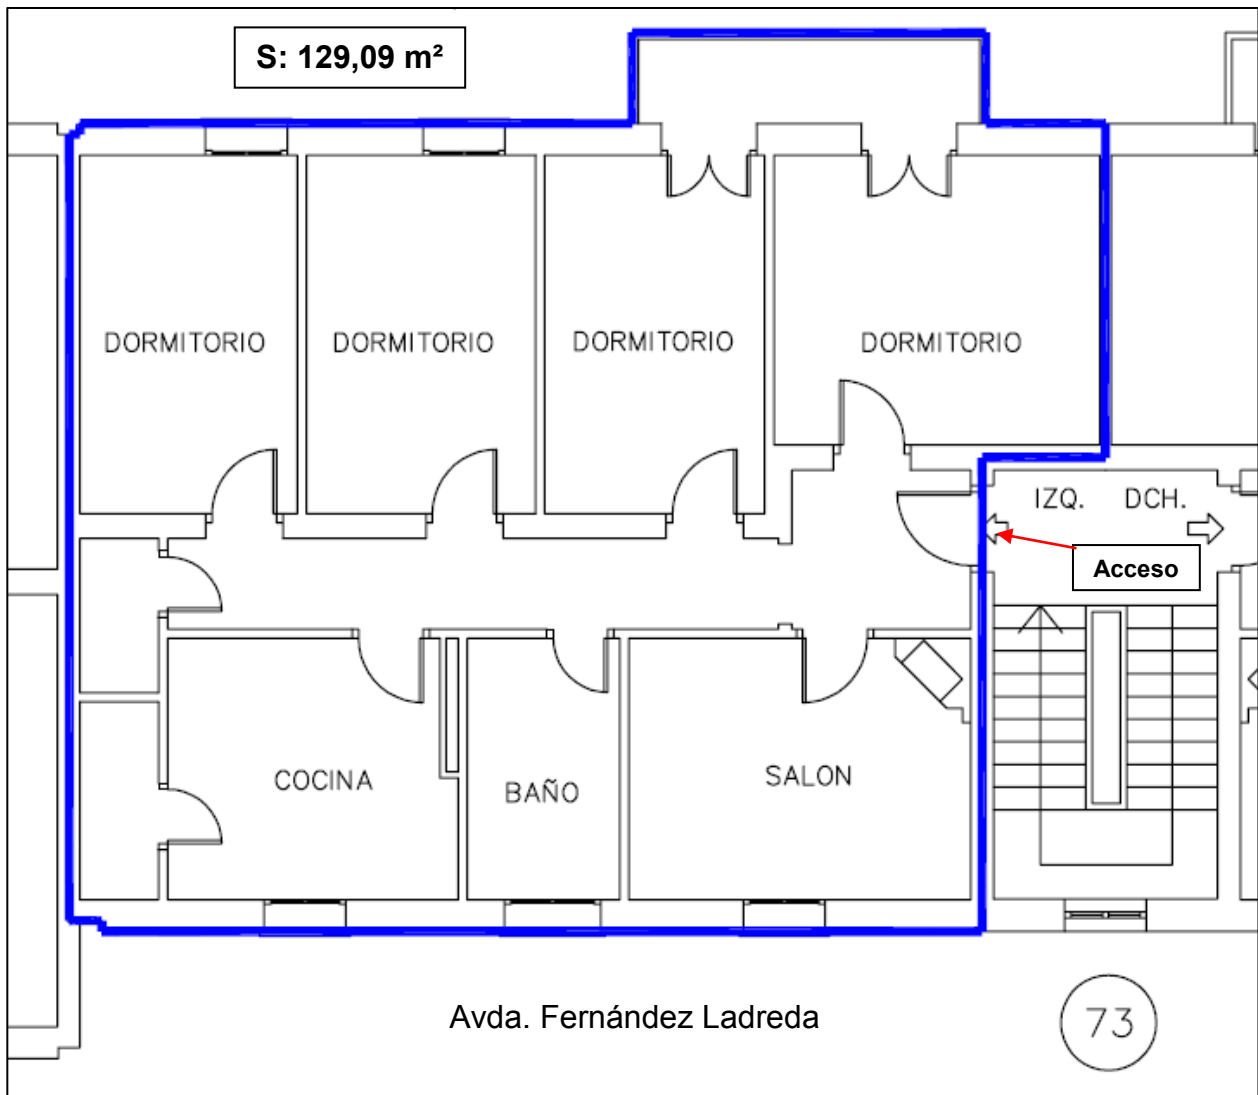 S: 129,09 m²
DORMITORIO
DORMITORIO
DORMITORIO
DORMITORIO
IZQ. DCH.
Acceso
COCINA
BAÑO
SALON
Avda. Fernández Ladreda
73